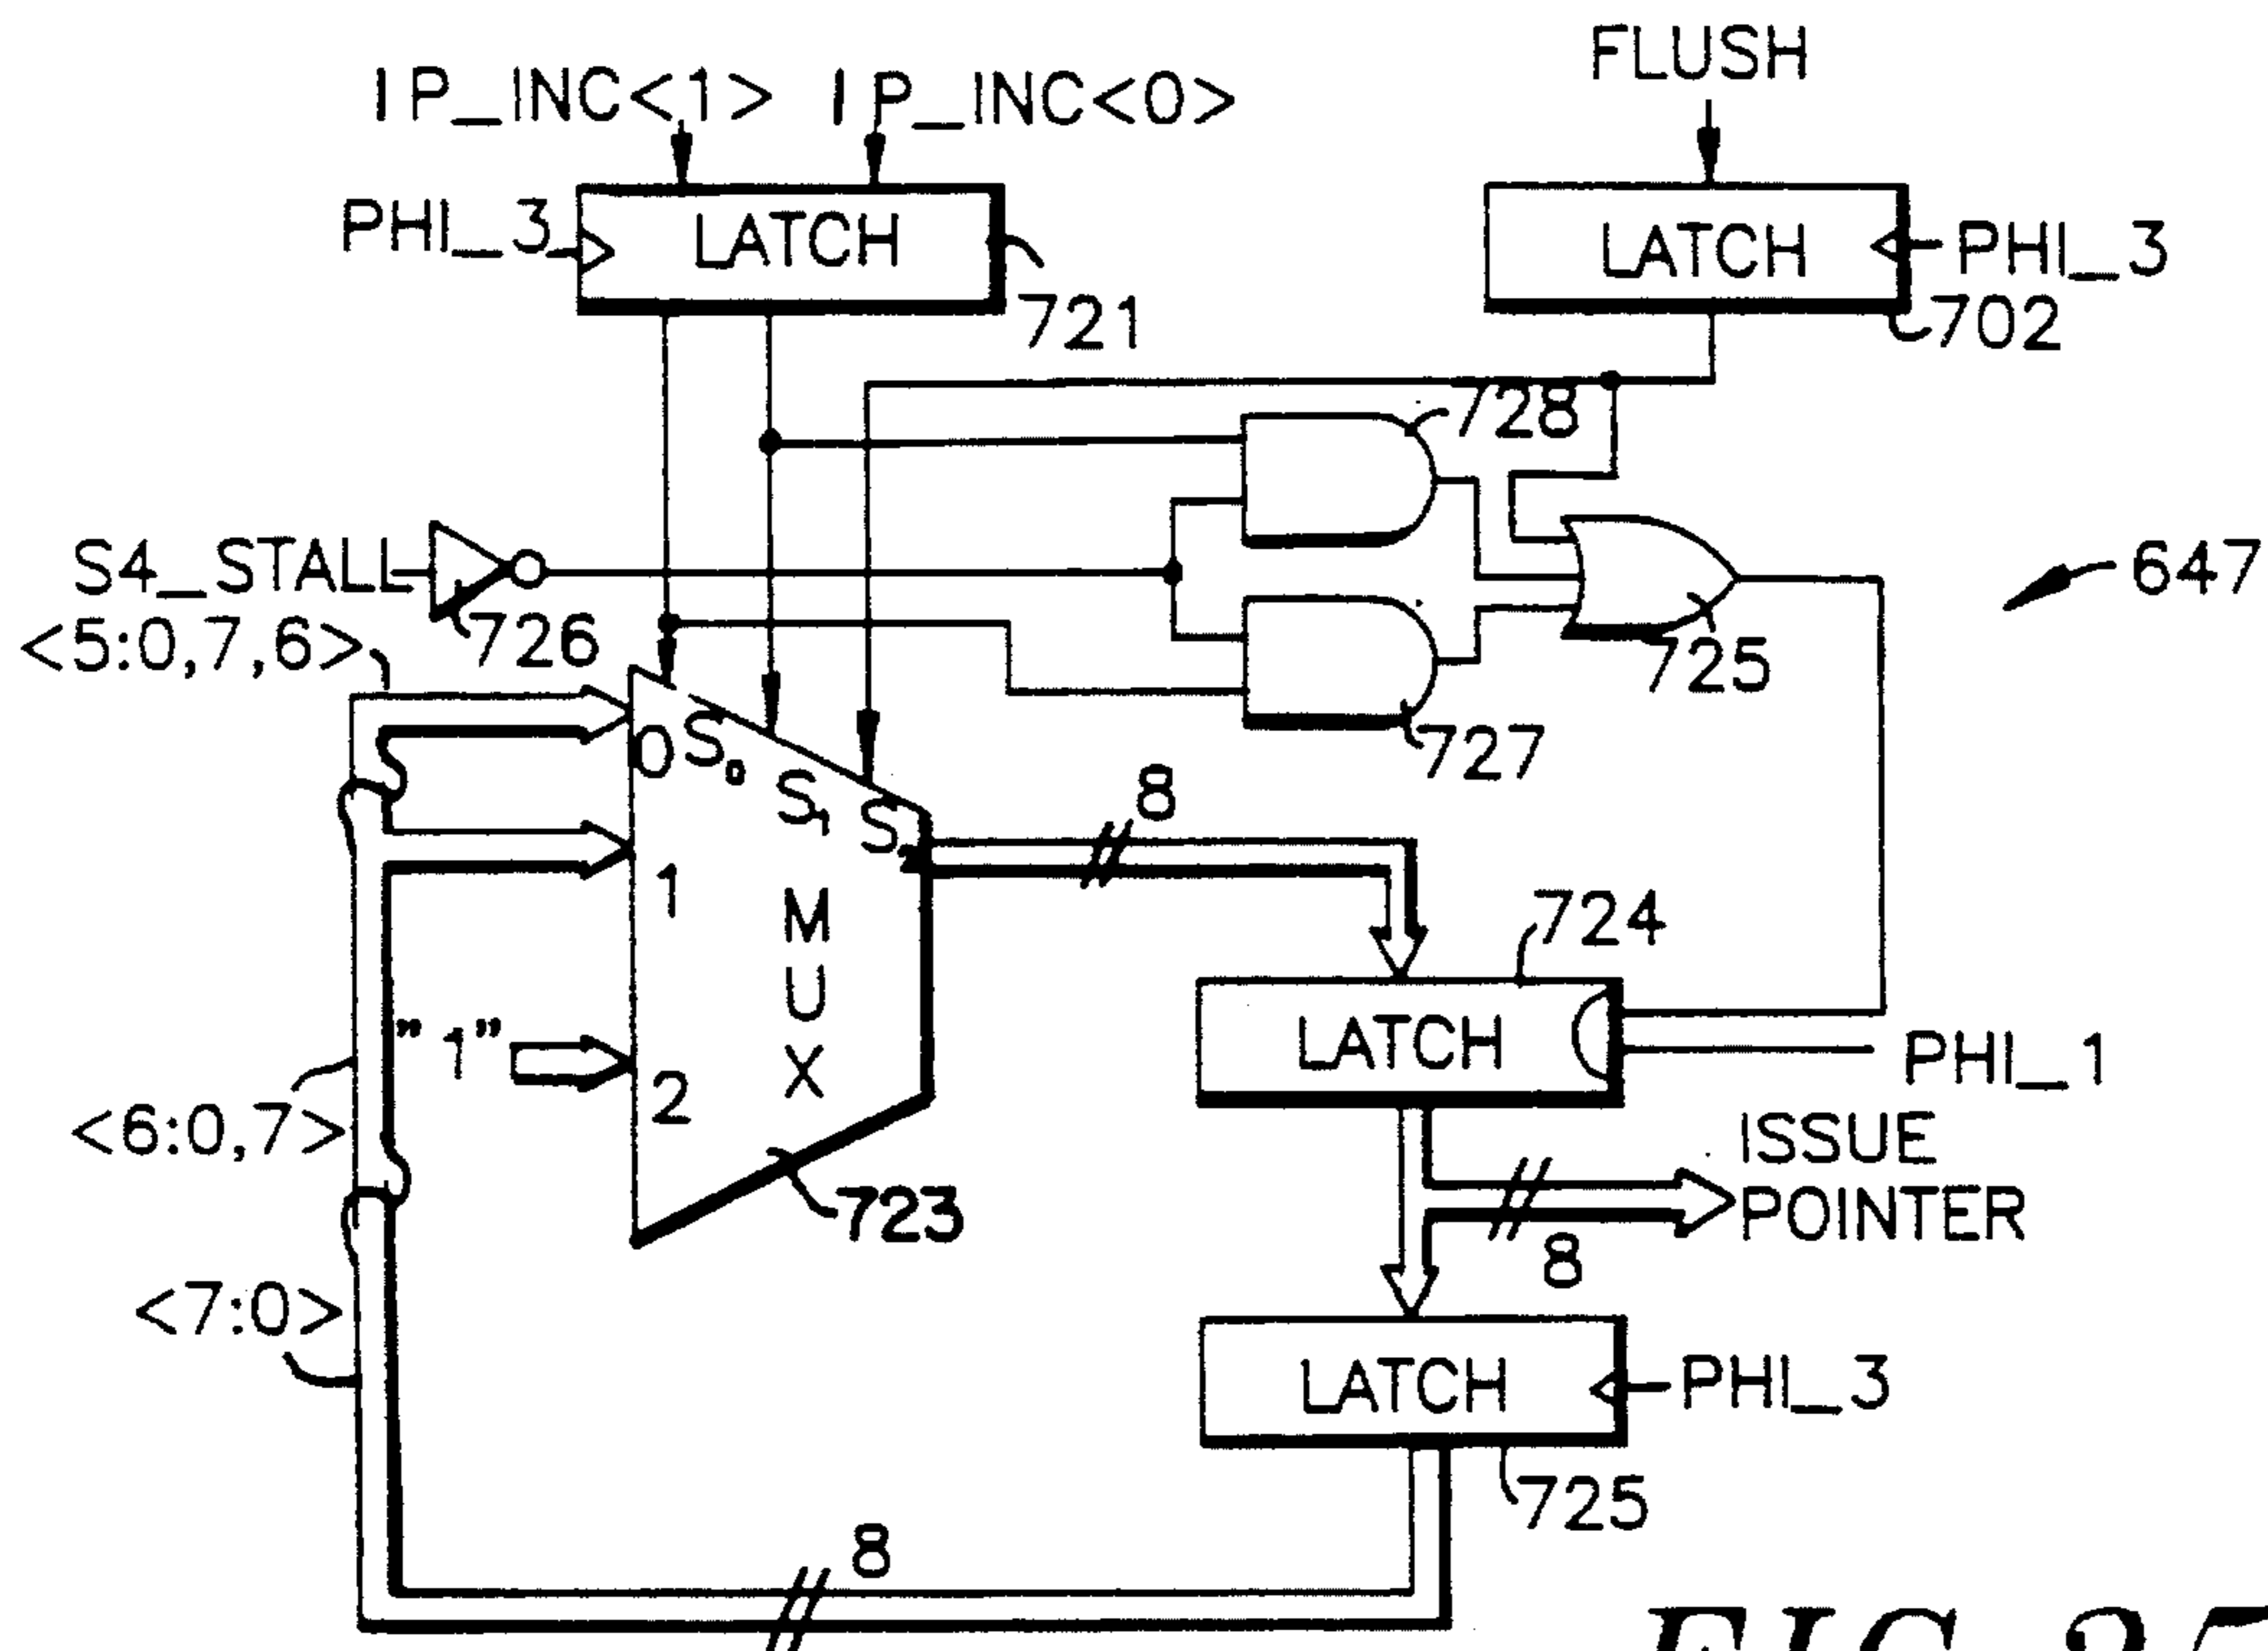 IP_INC<1> IP_INC<0>
FLUSH
PHI_3
LATCH
721
LATCH
PHI_3
702
728
S4_STALL
726
<5:0,7,6>
647
725
727
0
S0
S1
S2
8
1
MUX
"1"
2
724
LATCH
PHI_1
<6:0,7>
723
ISSUE
POINTER
8
<7:0>
LATCH
PHI_3
725
8